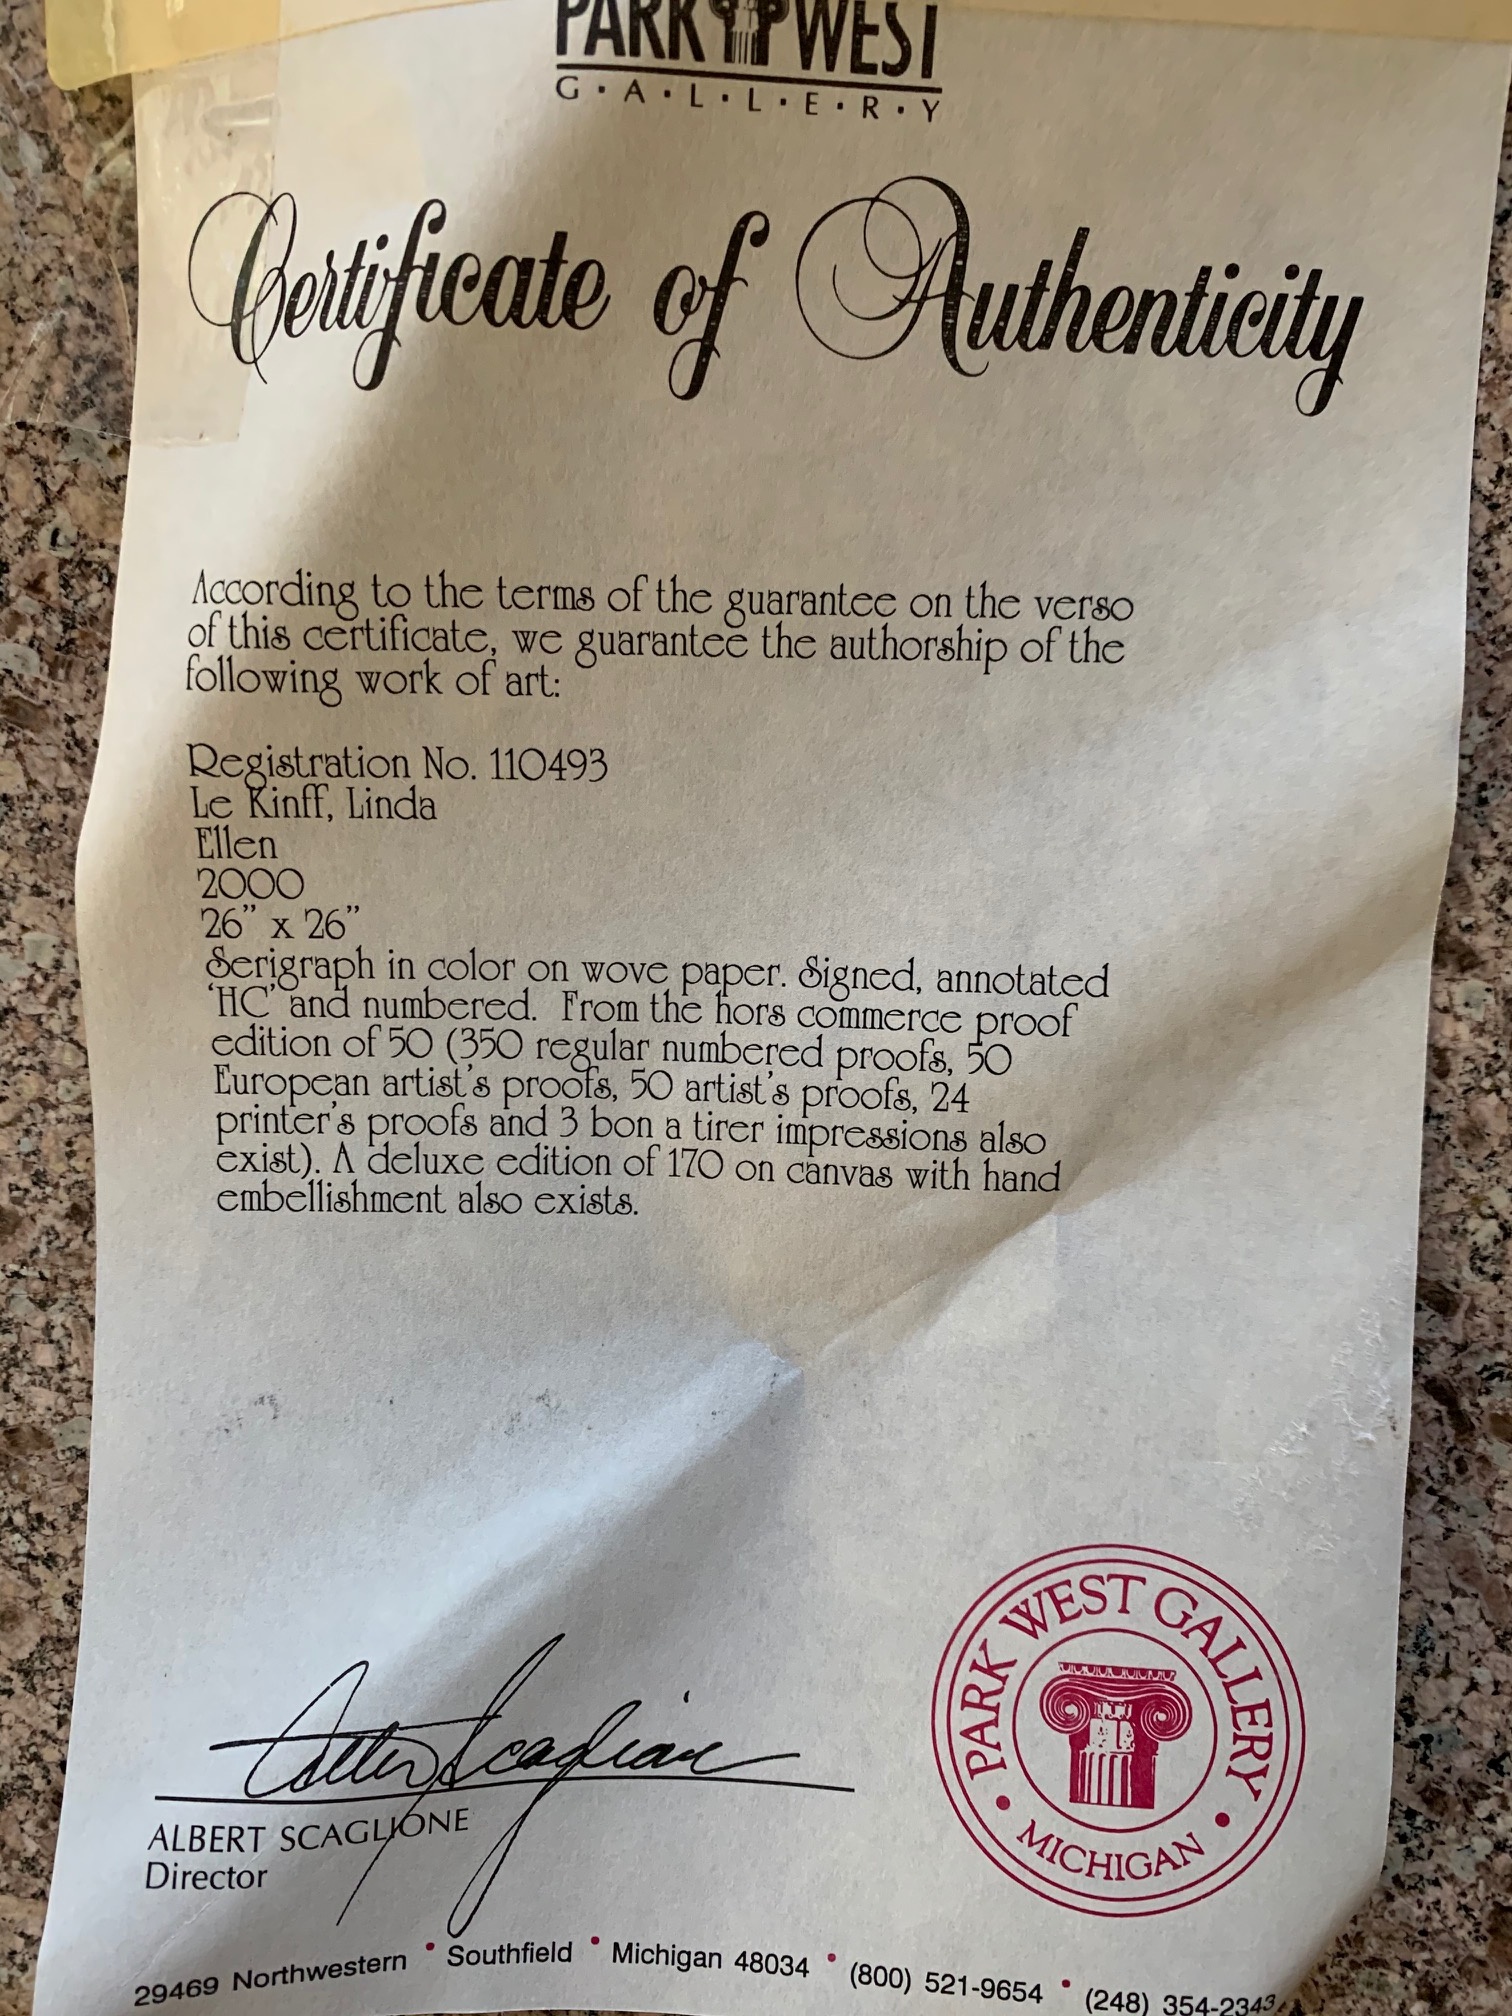 PARK WEST
G·A·L·L·E·R·Y
Certificate of Authenticity
According to the terms of the guarantee on the verso
of this certificate, we guarantee the authorship of the
following work of art:
Registration No. 110493
Le Kinff, Linda
Ellen
2000
26” x 26”
Serigraph in color on wove paper. Signed, annotated
‘HC’ and numbered. From the hors commerce proof
edition of 50 (350 regular numbered proofs, 50
European artist's proofs, 50 artist's proofs, 24
printer's proofs and 3 bon a tirer impressions also
exist). A deluxe edition of 170 on canvas with hand
embellishment also exists.
Albert Scaglione
ALBERT SCAGLIONE
Director
PARK WEST GALLERY
• MICHIGAN •
29469 Northwestern • Southfield • Michigan 48034 • (800) 521-9654 • (248) 354-2343